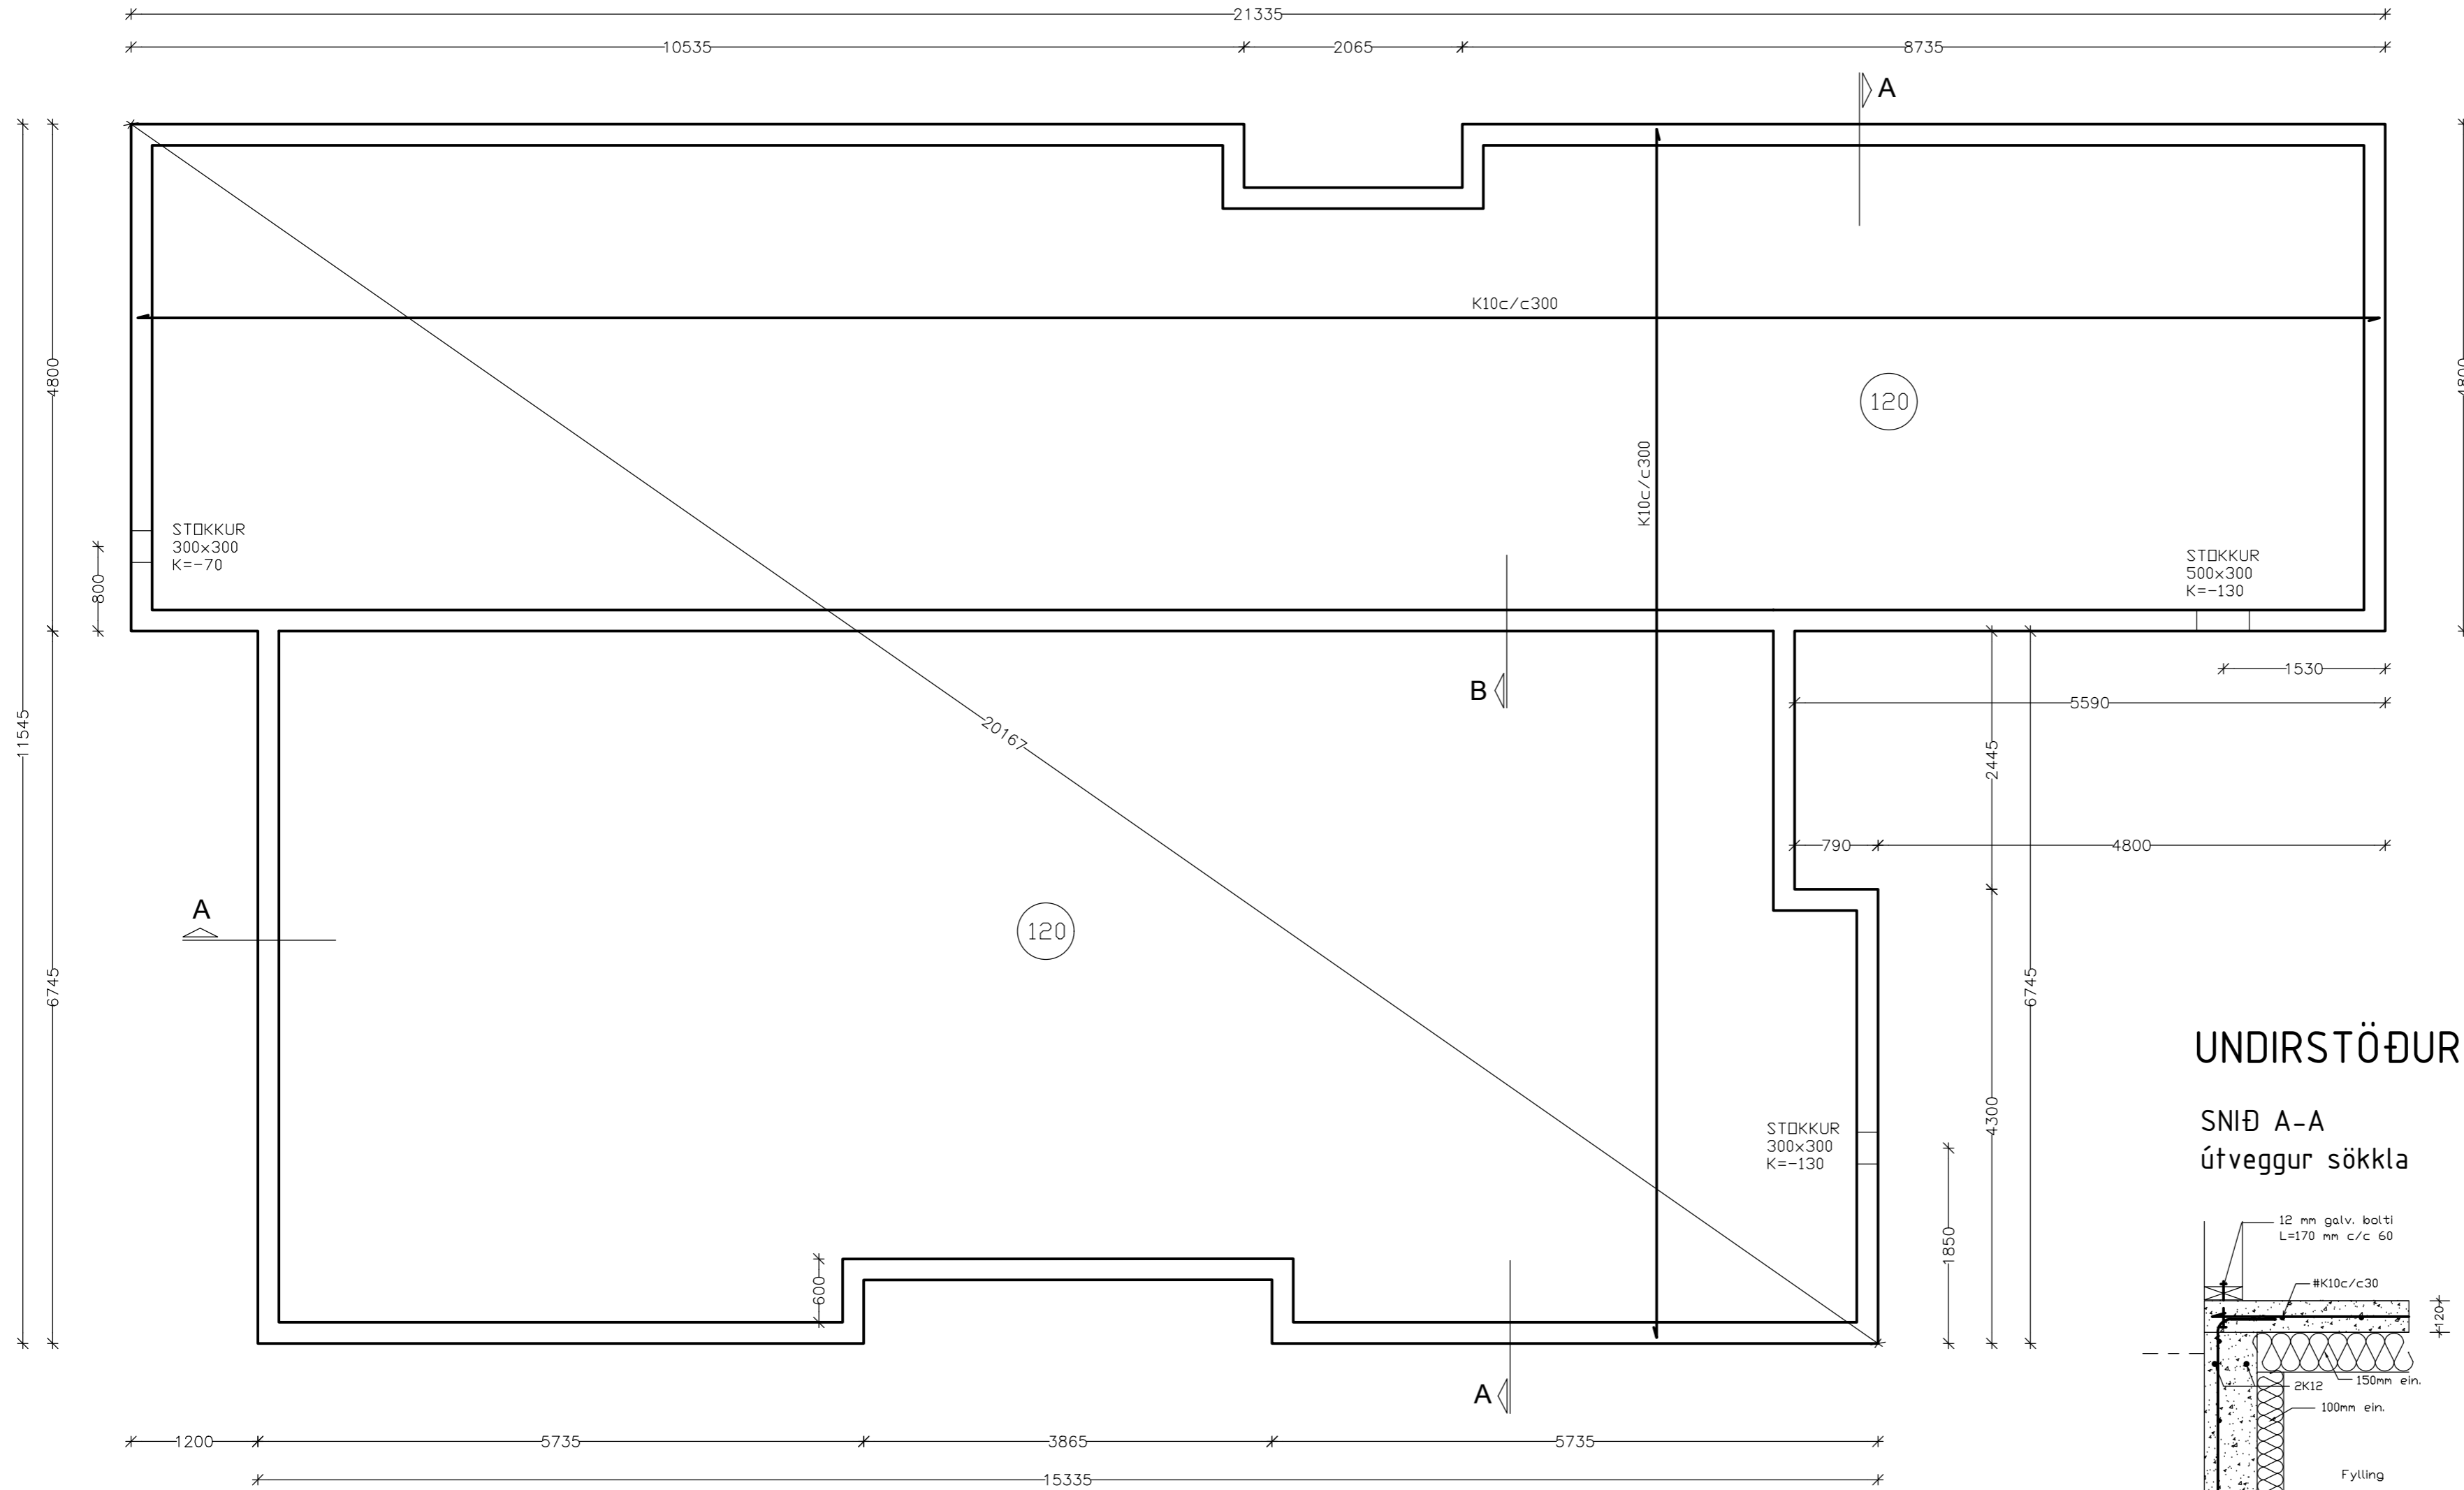 21335
10535
2065
8735
A
4800
4800
K10c/c300
120
K10c/c300
STOKKUR
300x300
K=-70
800
STOKKUR
500x300
K=-130
1530
B
5590
11545
20167
2445
790
4800
A
120
6745
6745
UNDIRSTÖÐUR
SNIÐ A-A
útveggur sökkla
4300
STOKKUR
300x300
K=-130
1850
600
12 mm galv. bolti
L=170 mm c/c 60
#K10c/c30
120
150mm ein.
2K12
100mm ein.
A
1200
5735
3865
5735
Fylling
15335